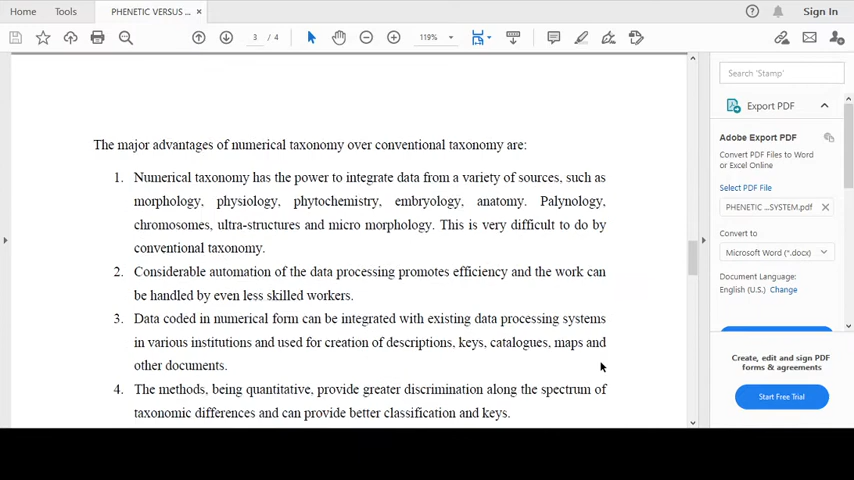 Home Tools PHENETIC VERSUS ... × Sign In
3 / 4 119%
Search 'Stamp'
The major advantages of numerical taxonomy over conventional taxonomy are:
1. Numerical taxonomy has the power to integrate data from a variety of sources, such as
morphology, physiology, phytochemistry, embryology, anatomy. Palynology,
chromosomes, ultra-structures and micro morphology. This is very difficult to do by
conventional taxonomy.
2. Considerable automation of the data processing promotes efficiency and the work can
be handled by even less skilled workers.
3. Data coded in numerical form can be integrated with existing data processing systems
in various institutions and used for creation of descriptions, keys, catalogues, maps and
other documents.
4. The methods, being quantitative, provide greater discrimination along the spectrum of
taxonomic differences and can provide better classification and keys.
Export PDF
Adobe Export PDF
Convert PDF Files to Word
or Excel Online
Select PDF File
PHENETIC ...SYSTEM.pdf ×
Convert to
Microsoft Word (*.docx)
Document Language:
English (U.S.) Change
Create, edit and sign PDF
forms & agreements
Start Free Trial